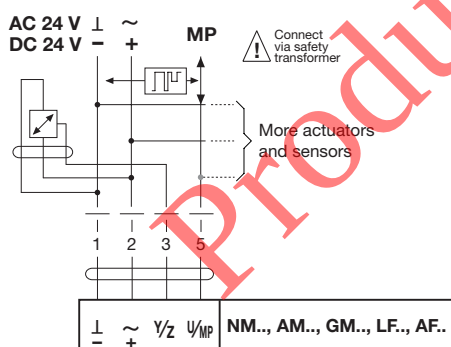 AC 24 V ⊥ ~
DC 24 V − +
MP
Connect
via safety
transformer
More actuators
and sensors
1 2 3 5
⊥ ~ Y/Z U/MP
− +
NM.., AM.., GM.., LF.., AF..
Produ